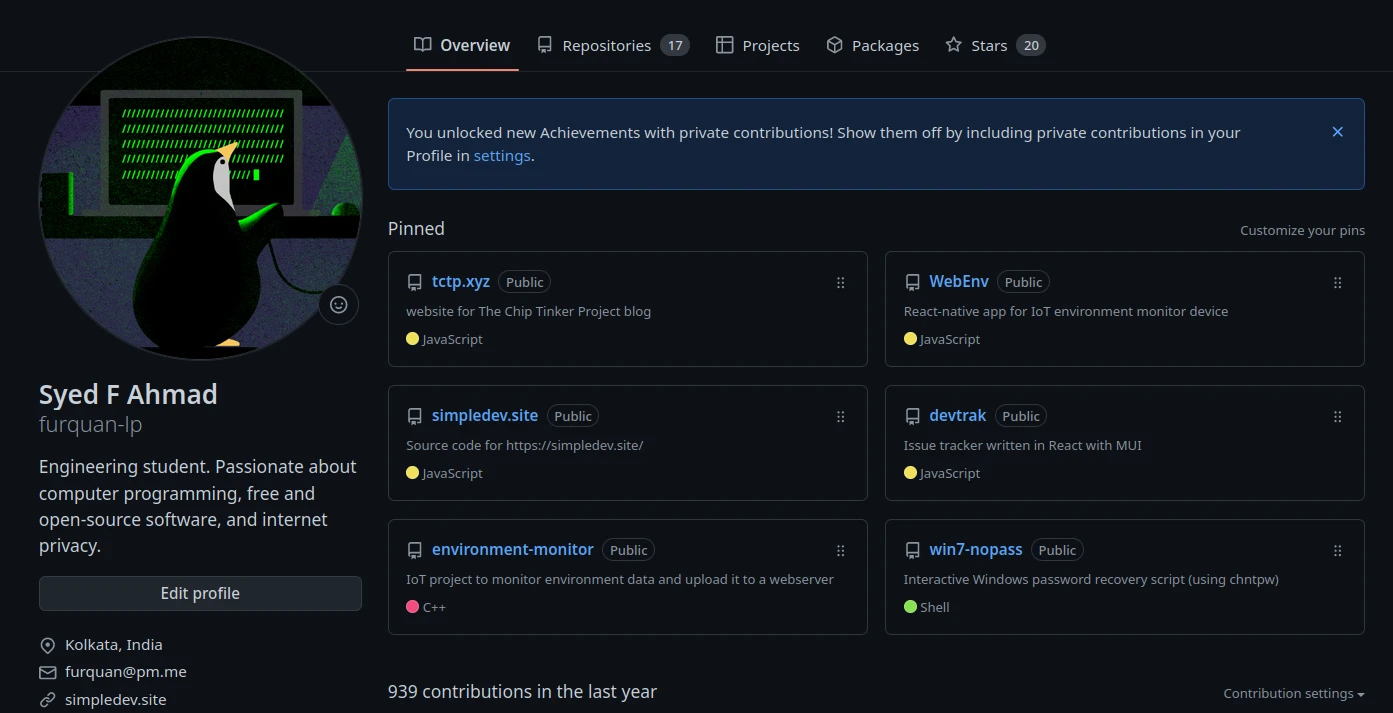 Overview
Repositories 17
Projects
Packages
Stars 20
You unlocked new Achievements with private contributions! Show them off by including private contributions in your
Profile in settings.
Pinned
Customize your pins
tctp.xyz Public
website for The Chip Tinker Project blog
JavaScript
WebEnv Public
React-native app for IoT environment monitor device
JavaScript
simpledev.site Public
Source code for https://simpledev.site/
JavaScript
devtrak Public
Issue tracker written in React with MUI
JavaScript
environment-monitor Public
IoT project to monitor environment data and upload it to a webserver
C++
win7-nopass Public
Interactive Windows password recovery script (using chntpw)
Shell
939 contributions in the last year
Contribution settings
Syed F Ahmad
furquan-lp
Engineering student. Passionate about
computer programming, free and
open-source software, and internet
privacy.
Edit profile
Kolkata, India
furquan@pm.me
simpledev.site